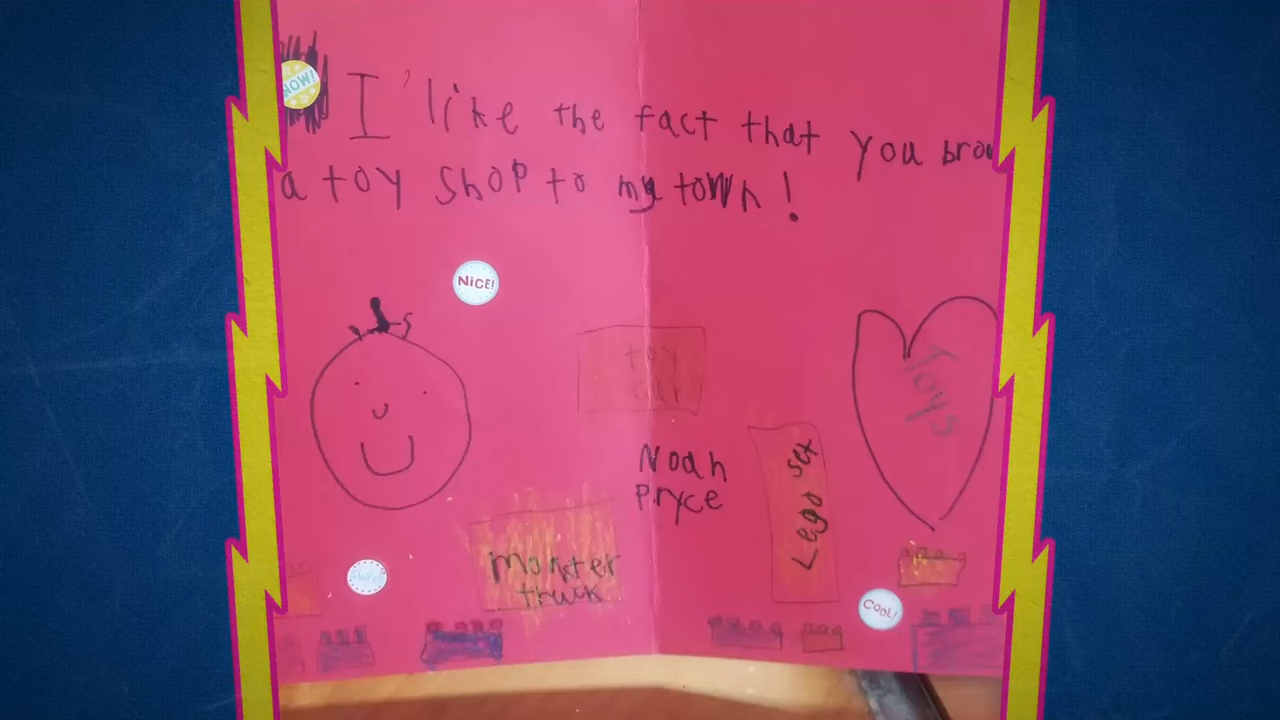 WOW!
I'like the fact that you brou
a toy shop to my town!
NiCE!
toy
car
Toys
Noah
Pryce
Lego set
monster
truck
COOL!